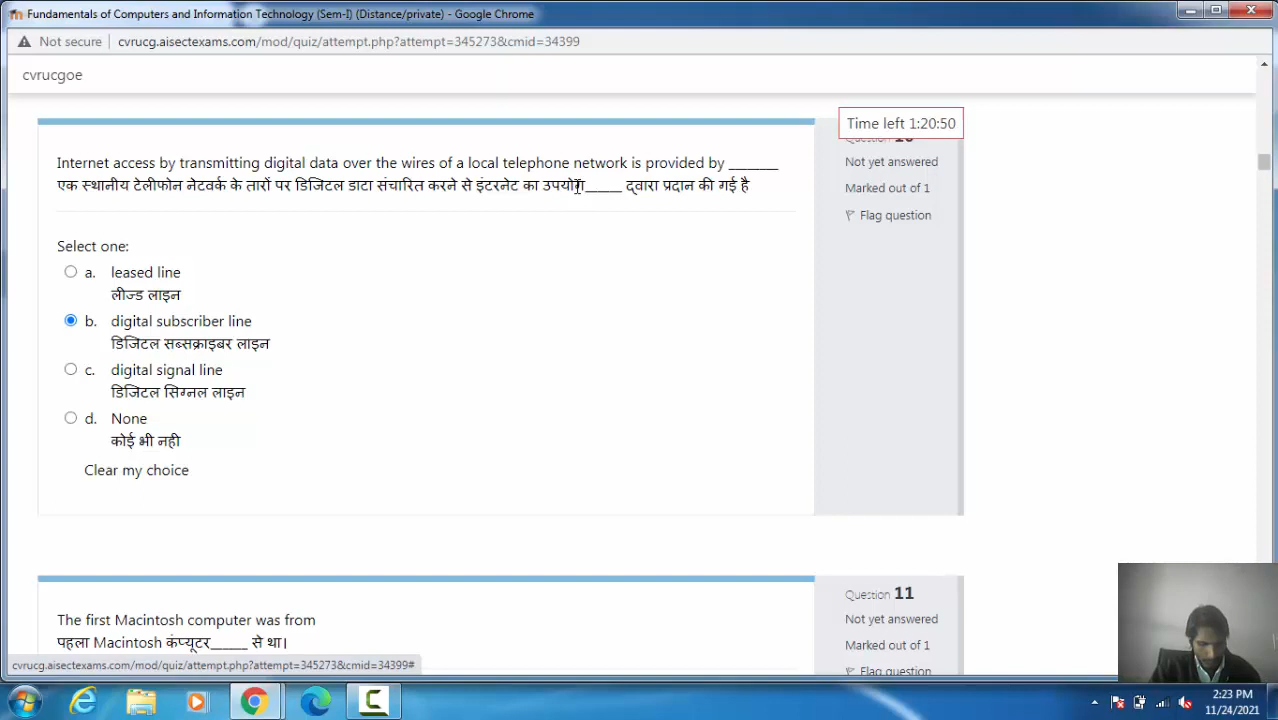 Fundamentals of Computers and Information Technology (Sem-I) (Distance/private) - Google Chrome
Not secure | cvrucg.aisectexams.com/mod/quiz/attempt.php?attempt=345273&cmid=34399
cvrucgoe
Time left 1:20:50
Internet access by transmitting digital data over the wires of a local telephone network is provided by _______
एक स्थानीय टेलीफोन नेटवर्क के तारों पर डिजिटल डाटा संचारित करने से इंटरनेट का उपयोग______ द्वारा प्रदान की गई है
Not yet answered
Marked out of 1
Flag question
Select one:
a. leased line
लीज्ड लाइन
b. digital subscriber line
डिजिटल सब्सक्राइबर लाइन
c. digital signal line
डिजिटल सिग्नल लाइन
d. None
कोई भी नही
Clear my choice
Question 11
Not yet answered
Marked out of 1
Flag question
The first Macintosh computer was from
पहला Macintosh कंप्यूटर______ से था।
cvrucg.aisectexams.com/mod/quiz/attempt.php?attempt=345273&cmid=34399#
2:23 PM
11/24/2021